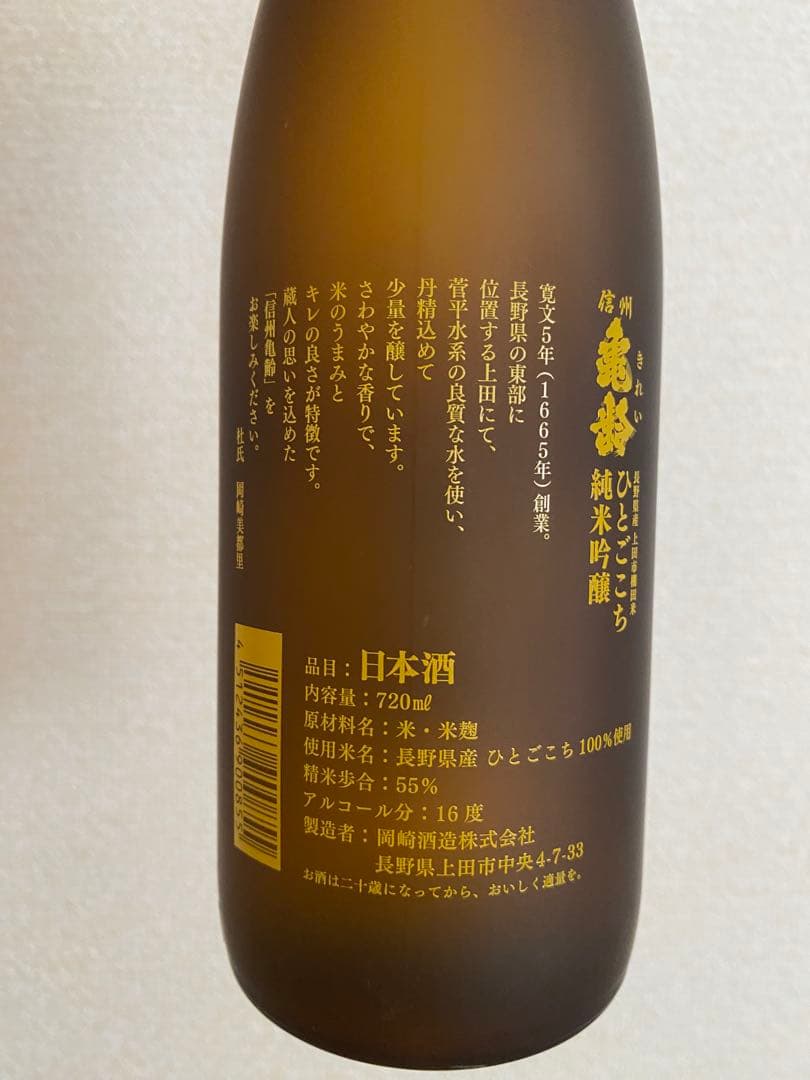 信州
亀齢
きれい
長野県産 上田市棚田米
ひとごこち
純米吟醸
寛文5年(1665年)創業。
長野県の東部に
位置する上田にて、
菅平水系の良質な水を使い、
丹精込めて
少量を醸しています。
さわやかな香りで、
米のうまみと
キレの良さが特徴です。
蔵人の思いを込めた
「信州亀齢」を
お楽しみください。
杜氏 岡崎美都里
品目:日本酒
内容量:720㎖
原材料名:米・米麹
使用米名:長野県産 ひとごこち100%使用
精米歩合:55%
アルコール分:16度
製造者:岡崎酒造株式会社
長野県上田市中央4-7-33
お酒は二十歳になってから、おいしく適量を。
4512436900855